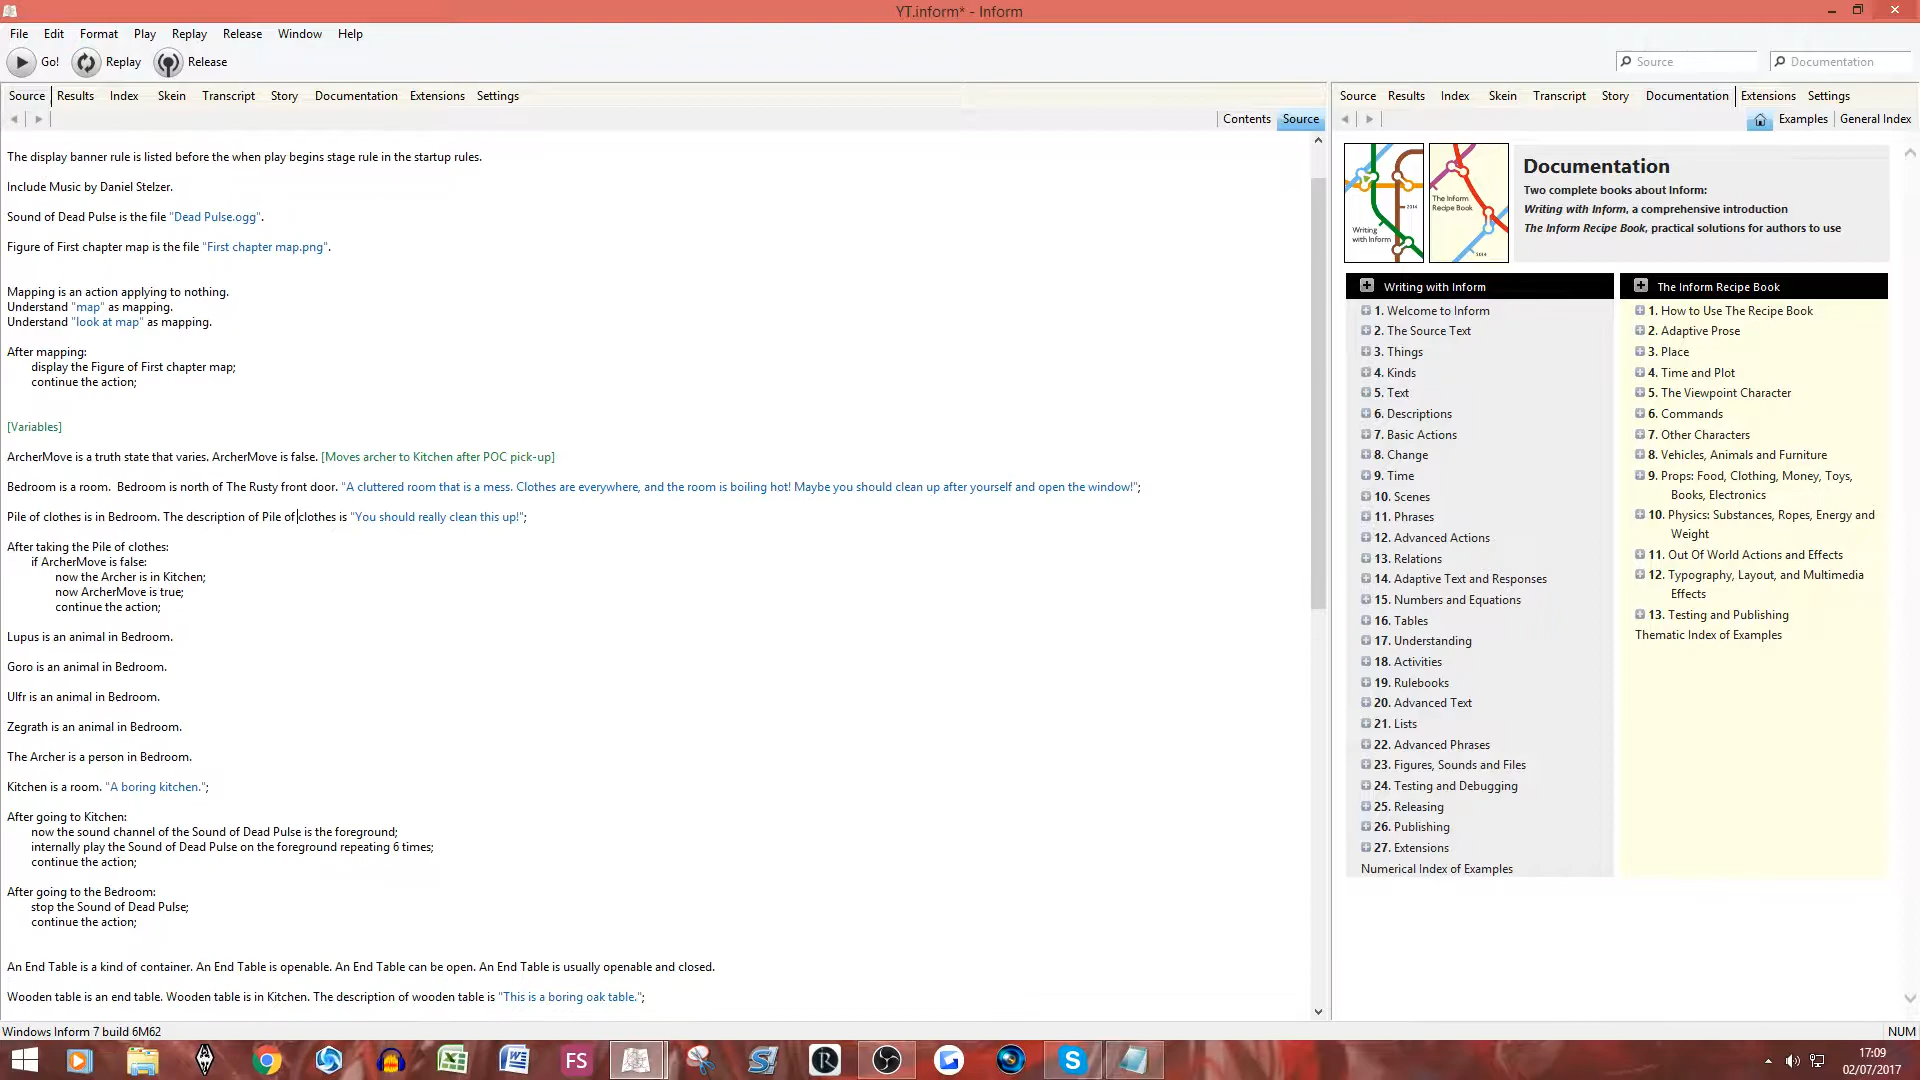 YT.inform* - Inform
File Edit Format Play Replay Release Window Help
Go! Replay Release
Source Documentation
Source Results Index Skein Transcript Story Documentation Extensions Settings
Contents Source
The display banner rule is listed before the when play begins stage rule in the startup rules.
Include Music by Daniel Stelzer.
Sound of Dead Pulse is the file "Dead Pulse.ogg".
Figure of First chapter map is the file "First chapter map.png".
Mapping is an action applying to nothing.
Understand "map" as mapping.
Understand "look at map" as mapping.
After mapping:
display the Figure of First chapter map;
continue the action;
[Variables]
ArcherMove is a truth state that varies. ArcherMove is false. [Moves archer to Kitchen after POC pick-up]
Bedroom is a room.  Bedroom is north of The Rusty front door. "A cluttered room that is a mess. Clothes are everywhere, and the room is boiling hot! Maybe you should clean up after yourself and open the window!";
Pile of clothes is in Bedroom. The description of Pile of clothes is "You should really clean this up!";
After taking the Pile of clothes:
if ArcherMove is false:
now the Archer is in Kitchen;
now ArcherMove is true;
continue the action;
Lupus is an animal in Bedroom.
Goro is an animal in Bedroom.
Ulfr is an animal in Bedroom.
Zegrath is an animal in Bedroom.
The Archer is a person in Bedroom.
Kitchen is a room. "A boring kitchen.";
After going to Kitchen:
now the sound channel of the Sound of Dead Pulse is the foreground;
internally play the Sound of Dead Pulse on the foreground repeating 6 times;
continue the action;
After going to the Bedroom:
stop the Sound of Dead Pulse;
continue the action;
An End Table is a kind of container. An End Table is openable. An End Table can be open. An End Table is usually openable and closed.
Wooden table is an end table. Wooden table is in Kitchen. The description of wooden table is "This is a boring oak table.";
Source Results Index Skein Transcript Story Documentation Extensions Settings
Examples General Index
Writing
with Inform
2014
The Inform
Recipe Book
2014
Documentation
Two complete books about Inform:
Writing with Inform, a comprehensive introduction
The Inform Recipe Book, practical solutions for authors to use
Writing with Inform
1. Welcome to Inform
2. The Source Text
3. Things
4. Kinds
5. Text
6. Descriptions
7. Basic Actions
8. Change
9. Time
10. Scenes
11. Phrases
12. Advanced Actions
13. Relations
14. Adaptive Text and Responses
15. Numbers and Equations
16. Tables
17. Understanding
18. Activities
19. Rulebooks
20. Advanced Text
21. Lists
22. Advanced Phrases
23. Figures, Sounds and Files
24. Testing and Debugging
25. Releasing
26. Publishing
27. Extensions
Numerical Index of Examples
The Inform Recipe Book
1. How to Use The Recipe Book
2. Adaptive Prose
3. Place
4. Time and Plot
5. The Viewpoint Character
6. Commands
7. Other Characters
8. Vehicles, Animals and Furniture
9. Props: Food, Clothing, Money, Toys,
Books, Electronics
10. Physics: Substances, Ropes, Energy and
Weight
11. Out Of World Actions and Effects
12. Typography, Layout, and Multimedia
Effects
13. Testing and Publishing
Thematic Index of Examples
Windows Inform 7 build 6M62
NUM
FS
17:09
02/07/2017